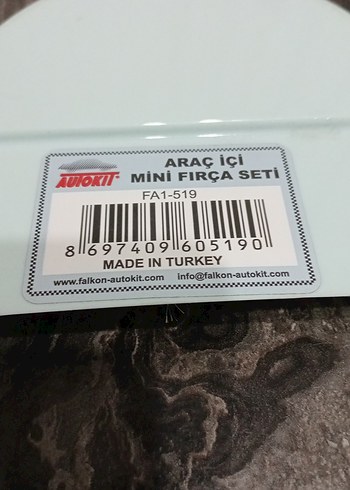 AUTOKIT
ARAÇ İÇİ
MİNİ FIRÇA SETİ
FA1-519
8 697409 605190
MADE IN TURKEY
www.falkon-autokit.com info@falkon-autokit.com